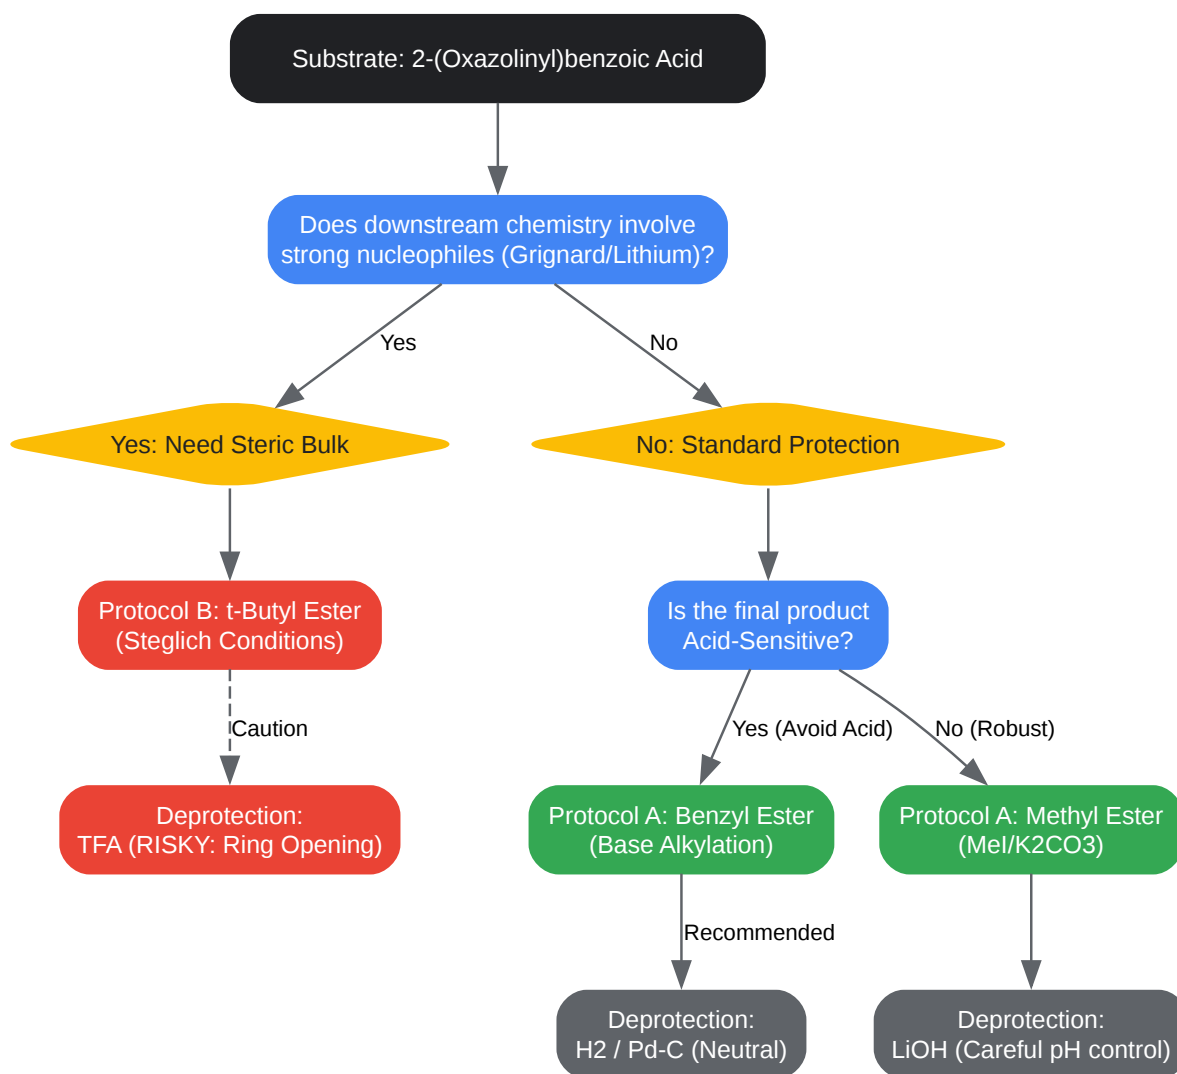 Substrate: 2-(Oxazolinyl)benzoic Acid
Does downstream chemistry involve
strong nucleophiles (Grignard/Lithium)?
Yes
No
Yes: Need Steric Bulk
No: Standard Protection
Protocol B: t-Butyl Ester
(Steglich Conditions)
Is the final product
Acid-Sensitive?
Caution
Yes (Avoid Acid)
No (Robust)
Deprotection:
TFA (RISKY: Ring Opening)
Protocol A: Benzyl Ester
(Base Alkylation)
Protocol A: Methyl Ester
(MeI/K2CO3)
Recommended
Deprotection:
H2 / Pd-C (Neutral)
Deprotection:
LiOH (Careful pH control)